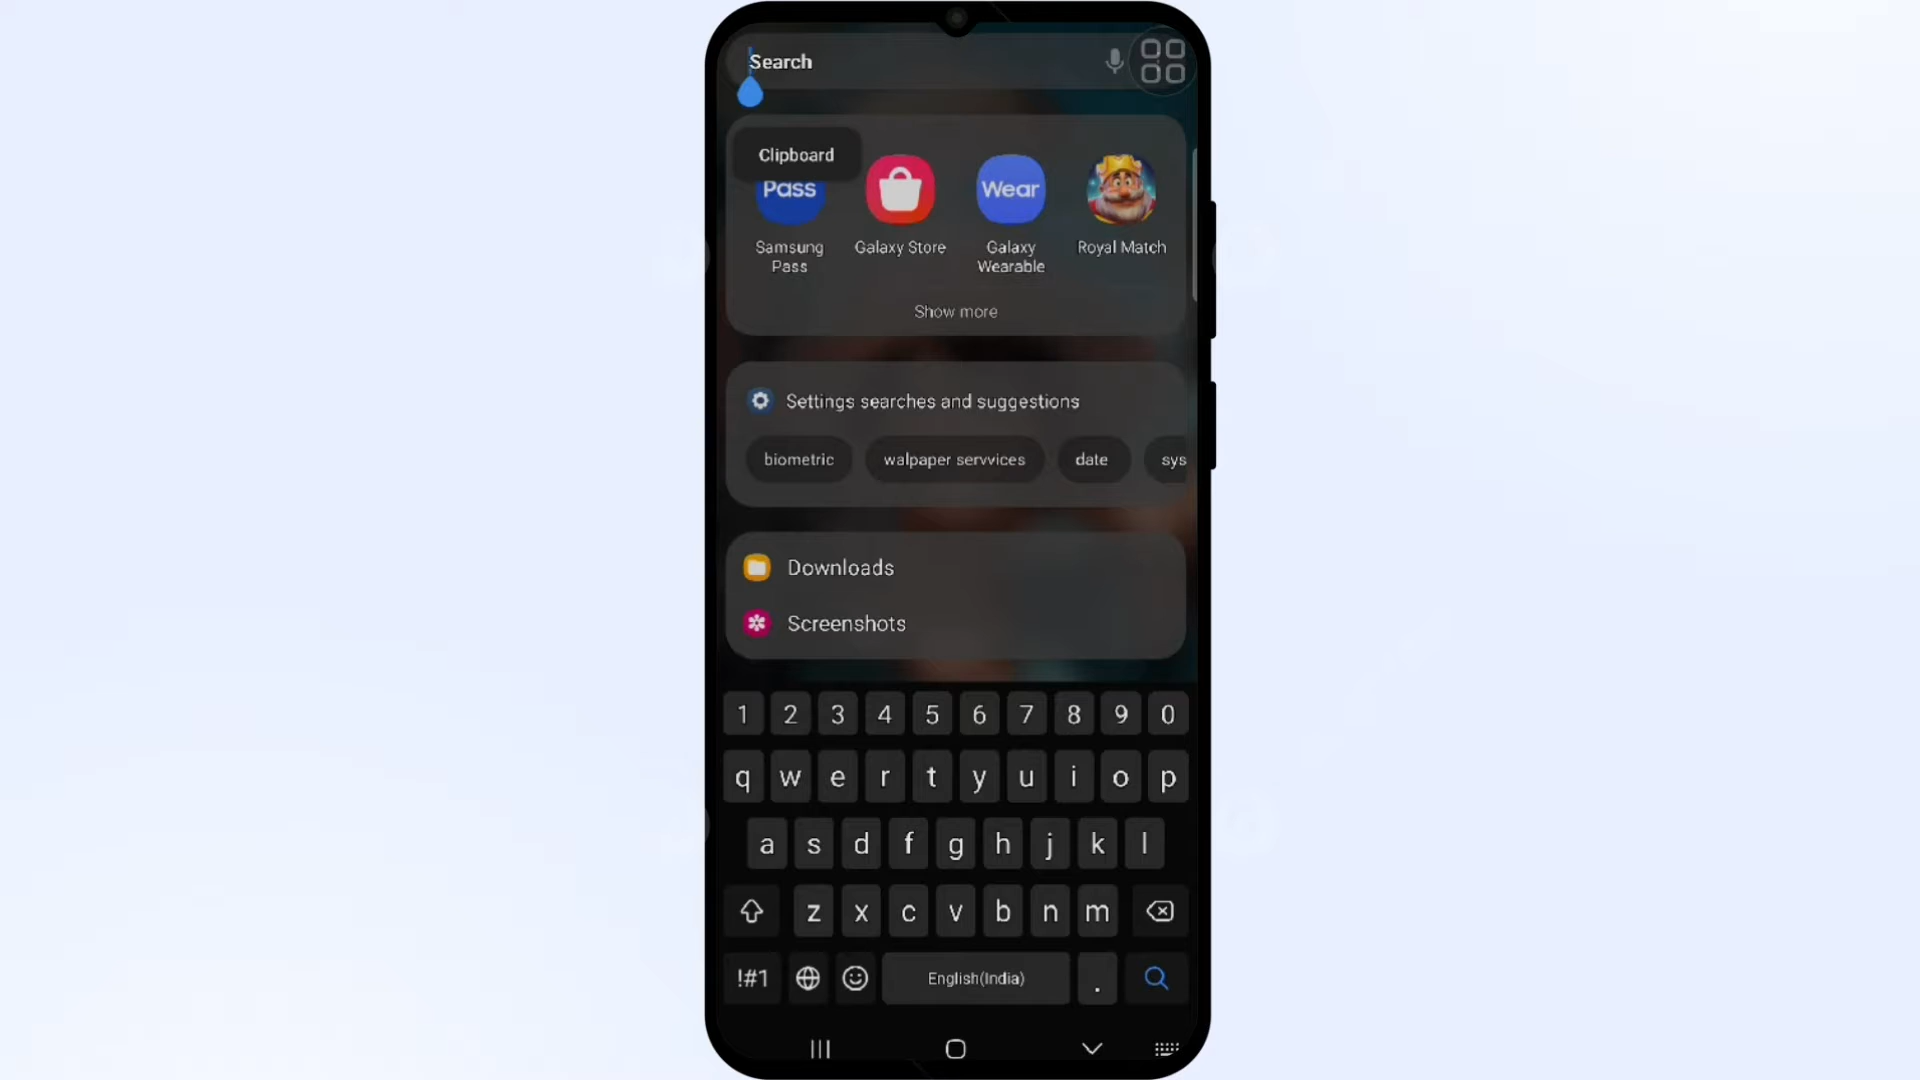 Search
Clipboard
Pass
Wear
Samsung
Pass
Galaxy Store
Galaxy
Wearable
Royal Match
Show more
Settings searches and suggestions
biometric
walpaper servvices
date
sys
Downloads
Screenshots
1 2 3 4 5 6 7 8 9 0
q w e r t y u i o p
a s d f g h j k l
z x c v b n m
!#1 English(India) .